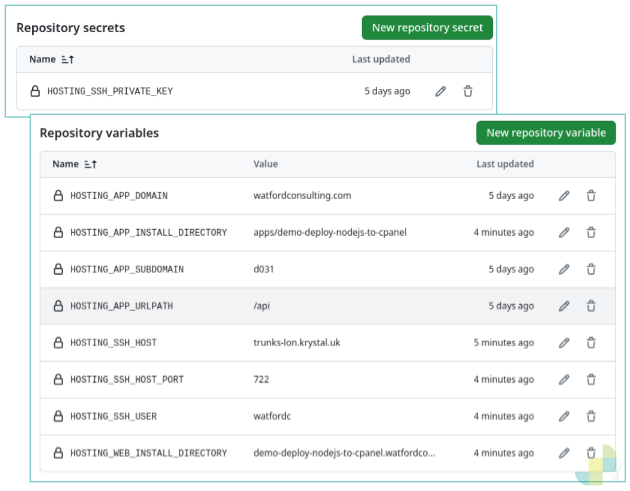 Repository secrets New repository secret
Name Last updated
HOSTING_SSH_PRIVATE_KEY 5 days ago
Repository variables New repository variable
Name Value Last updated
HOSTING_APP_DOMAIN watfordconsulting.com 5 days ago
HOSTING_APP_INSTALL_DIRECTORY apps/demo-deploy-nodejs-to-cpanel 4 minutes ago
HOSTING_APP_SUBDOMAIN d031 5 days ago
HOSTING_APP_URLPATH /api 5 days ago
HOSTING_SSH_HOST trunks-lon.krystal.uk 5 minutes ago
HOSTING_SSH_HOST_PORT 722 4 minutes ago
HOSTING_SSH_USER watfordc 4 minutes ago
HOSTING_WEB_INSTALL_DIRECTORY demo-deploy-nodejs-to-cpanel.watfordco... 4 minutes ago